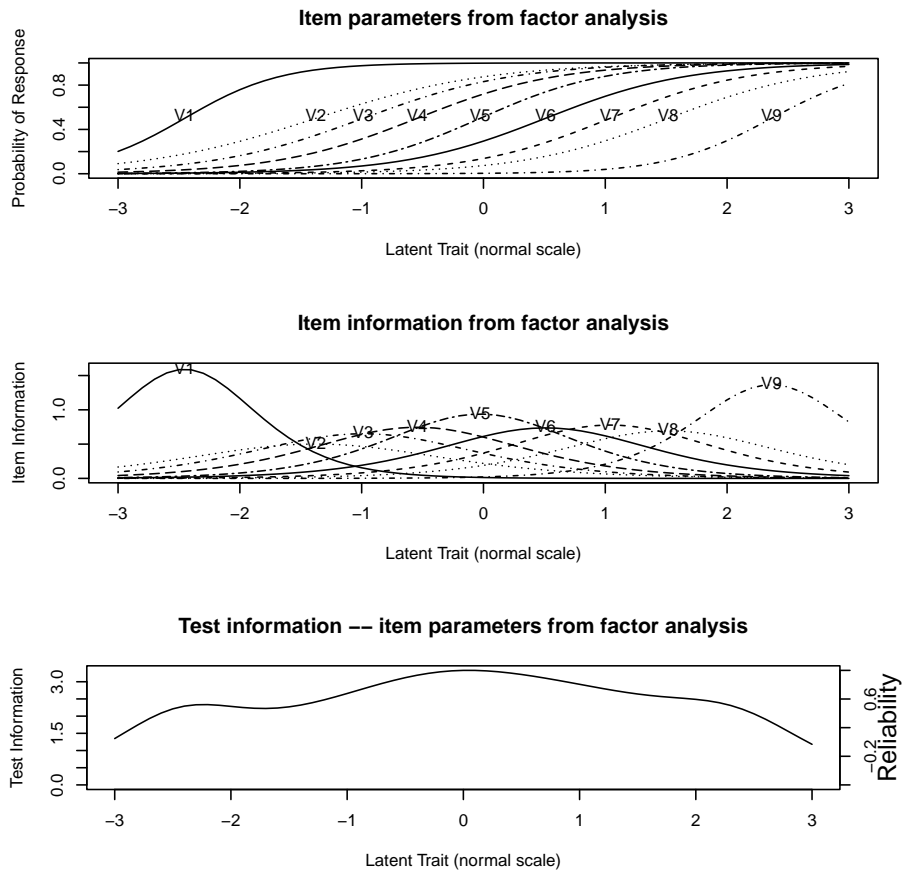 Item parameters from factor analysis
Probability of Response
0.0 0.4 0.8
V1 V2 V3 V4 V5 V6 V7 V8 V9
−3 −2 −1 0 1 2 3
Latent Trait (normal scale)
Item information from factor analysis
Item Information
0.0 1.0
V1 V2 V3 V4 V5 V6 V7 V8 V9
−3 −2 −1 0 1 2 3
Latent Trait (normal scale)
Test information −− item parameters from factor analysis
Test Information
0.0 1.5 3.0
−0.2 0.6
Reliability
−3 −2 −1 0 1 2 3
Latent Trait (normal scale)